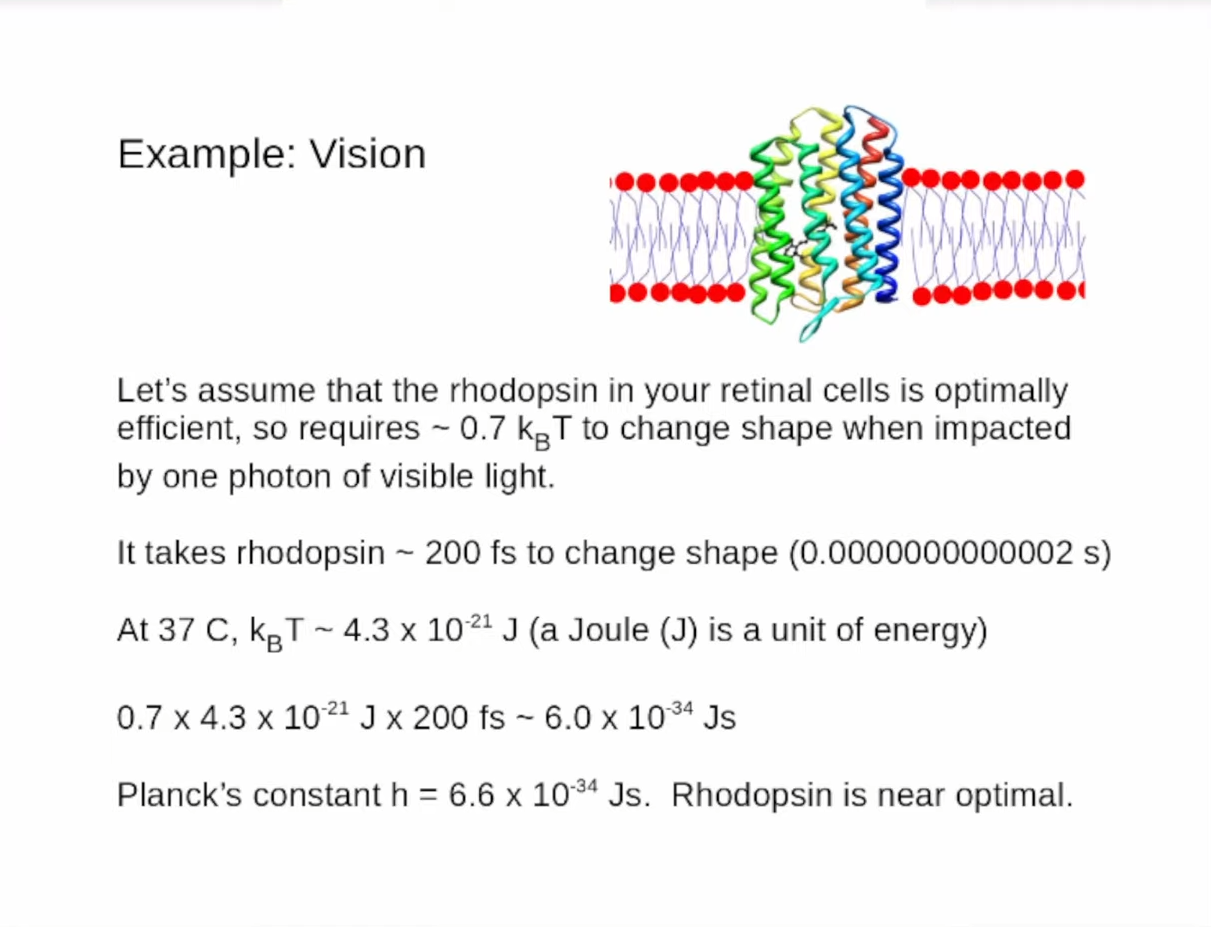 Example: Vision
Let's assume that the rhodopsin in your retinal cells is optimally
efficient, so requires ~ 0.7 k_BT to change shape when impacted
by one photon of visible light.
It takes rhodopsin ~ 200 fs to change shape (0.0000000000002 s)
At 37 C, k_BT ~ 4.3 x 10^-21 J (a Joule (J) is a unit of energy)
0.7 x 4.3 x 10^-21 J x 200 fs ~ 6.0 x 10^-34 Js
Planck's constant h = 6.6 x 10^-34 Js.  Rhodopsin is near optimal.